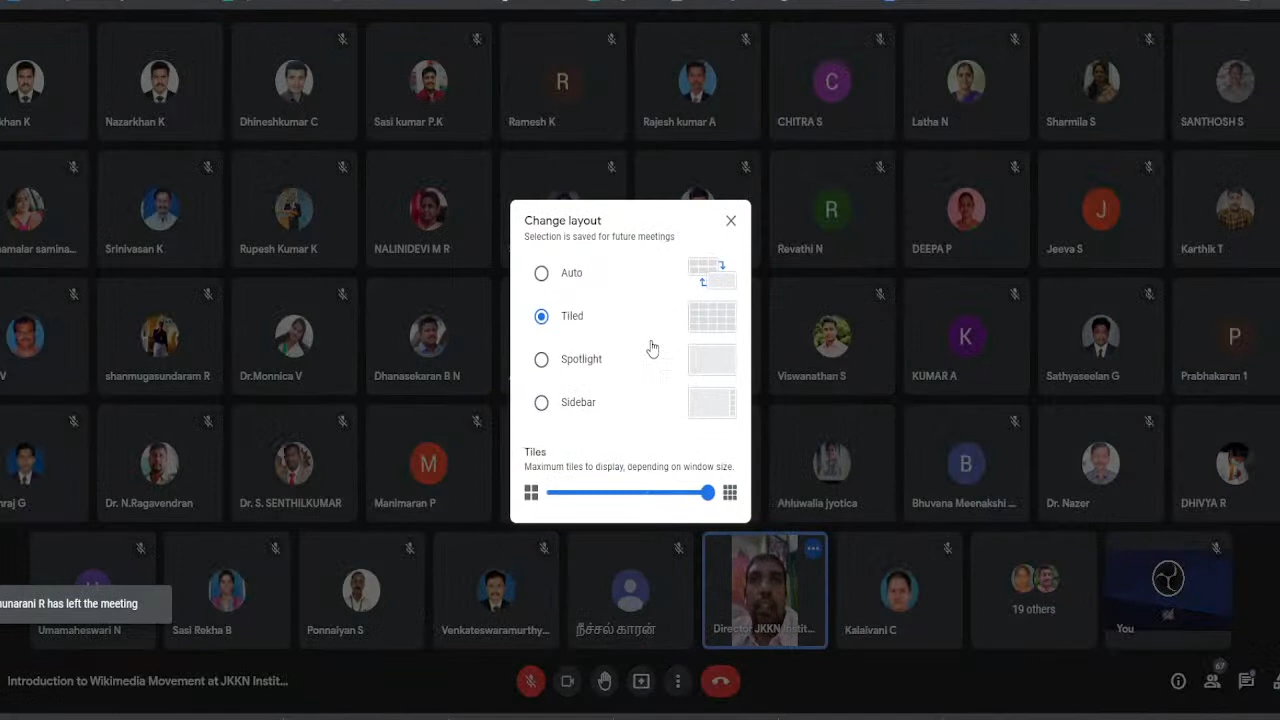 khan K
Nazarkhan K
Dhineshkumar C
Sasi kumar P.K
R
Ramesh K
Rajesh kumar A
C
CHITRA S
Latha N
Sharmila S
SANTHOSH S
amalar samina...
Srinivasan K
Rupesh Kumar K
NALINIDEVI M R
R
Revathi N
DEEPA P
J
Jeeva S
Karthik T
V
shanmugasundaram R
Dr.Monnica V
Dhanasekaran B N
Viswanathan S
K
KUMAR A
Sathyaseelan G
P
Prabhakaran 1
nraj G
Dr. N.Ragavendran
Dr. S. SENTHILKUMAR
M
Manimaran P
Ahluwalia jyotica
B
Bhuvana Meenakshi ...
Dr. Nazer
DHIVYA R
Change layout
Selection is saved for future meetings
Auto
Tiled
Spotlight
Sidebar
Tiles
Maximum tiles to display, depending on window size.
unarani R has left the meeting
Umamaheswari N
Sasi Rekha B
Ponnaiyan S
Venkateswaramurthy...
நீச்சல் காரன்
Director JKKN Instit...
Kalaivani C
19 others
You
Introduction to Wikimedia Movement at JKKN Instit...
67